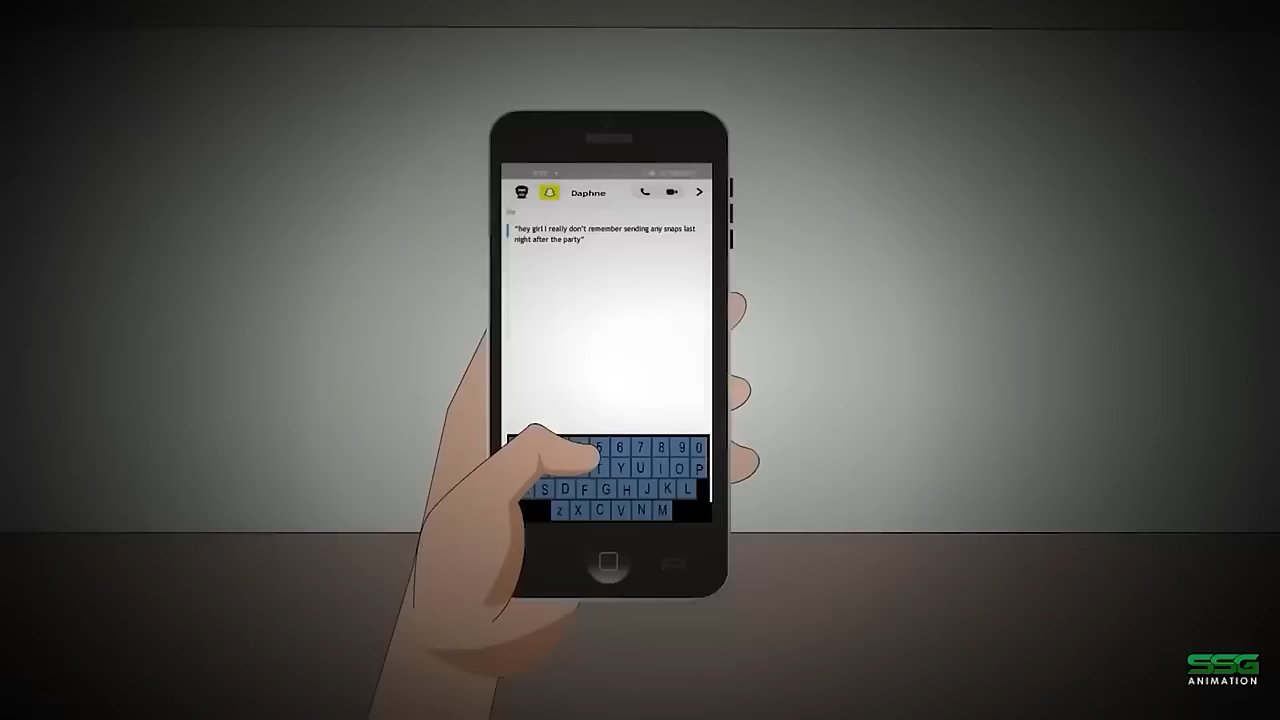 Daphne
"hey girl I really don't remember sending any snaps last
night after the party"
5 6 7 8 9 0
T Y U I O P
S D F G H J K L
Z X C V N M
SSG
ANIMATION